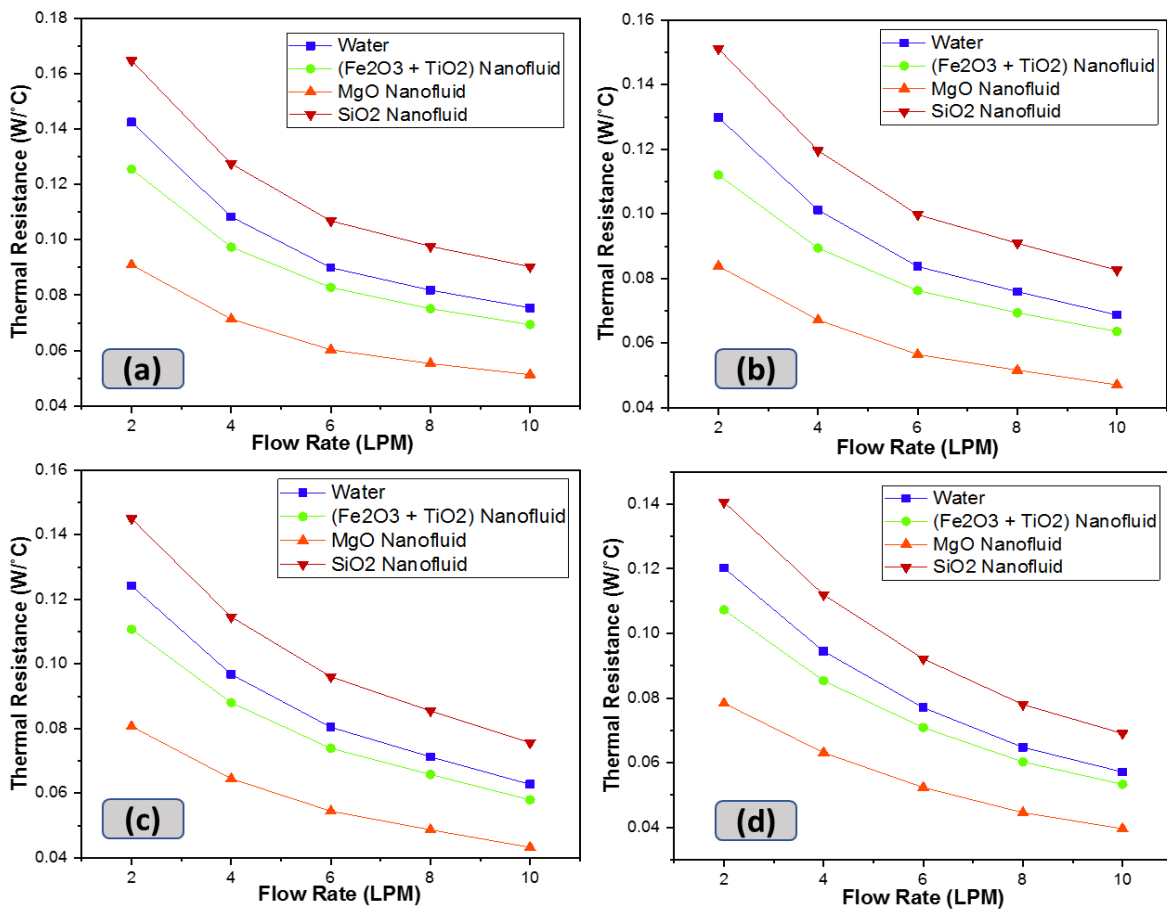 0.18
0.16
0.14
0.12
0.10
0.08
0.06
0.04
Thermal Resistance (W/°C)
Water
(Fe2O3 + TiO2) Nanofluid
MgO Nanofluid
SiO2 Nanofluid
(a)
2 4 6 8 10
Flow Rate (LPM)
0.16
0.14
0.12
0.10
0.08
0.06
0.04
Thermal Resistance (W/°C)
Water
(Fe2O3 + TiO2) Nanofluid
MgO Nanofluid
SiO2 Nanofluid
(b)
2 4 6 8 10
Flow Rate (LPM)
0.16
0.14
0.12
0.10
0.08
0.06
0.04
Thermal Resistance (W/°C)
Water
(Fe2O3 + TiO2) Nanofluid
MgO Nanofluid
SiO2 Nanofluid
(c)
2 4 6 8 10
Flow Rate (LPM)
0.14
0.12
0.10
0.08
0.06
0.04
Thermal Resistance (W/°C)
Water
(Fe2O3 + TiO2) Nanofluid
MgO Nanofluid
SiO2 Nanofluid
(d)
2 4 6 8 10
Flow Rate (LPM)